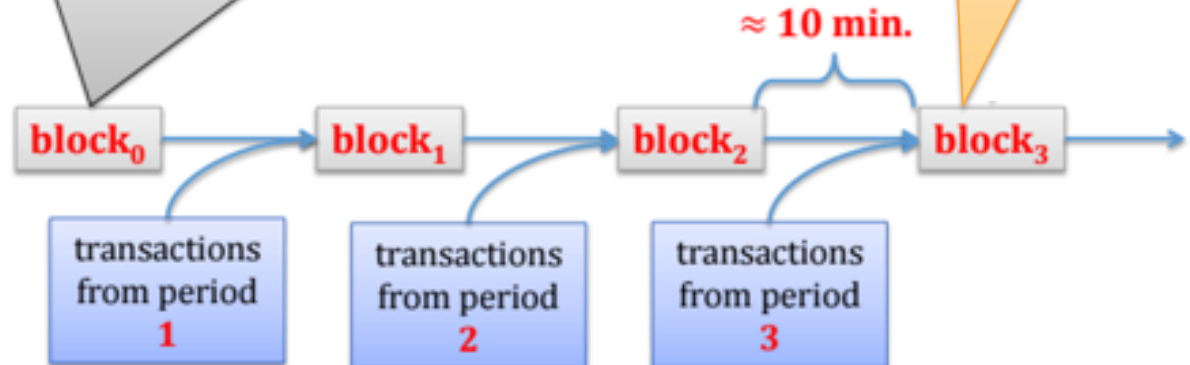 ≈ 10 min.
block₀
block₁
block₂
block₃
transactions
from period
1
transactions
from period
2
transactions
from period
3